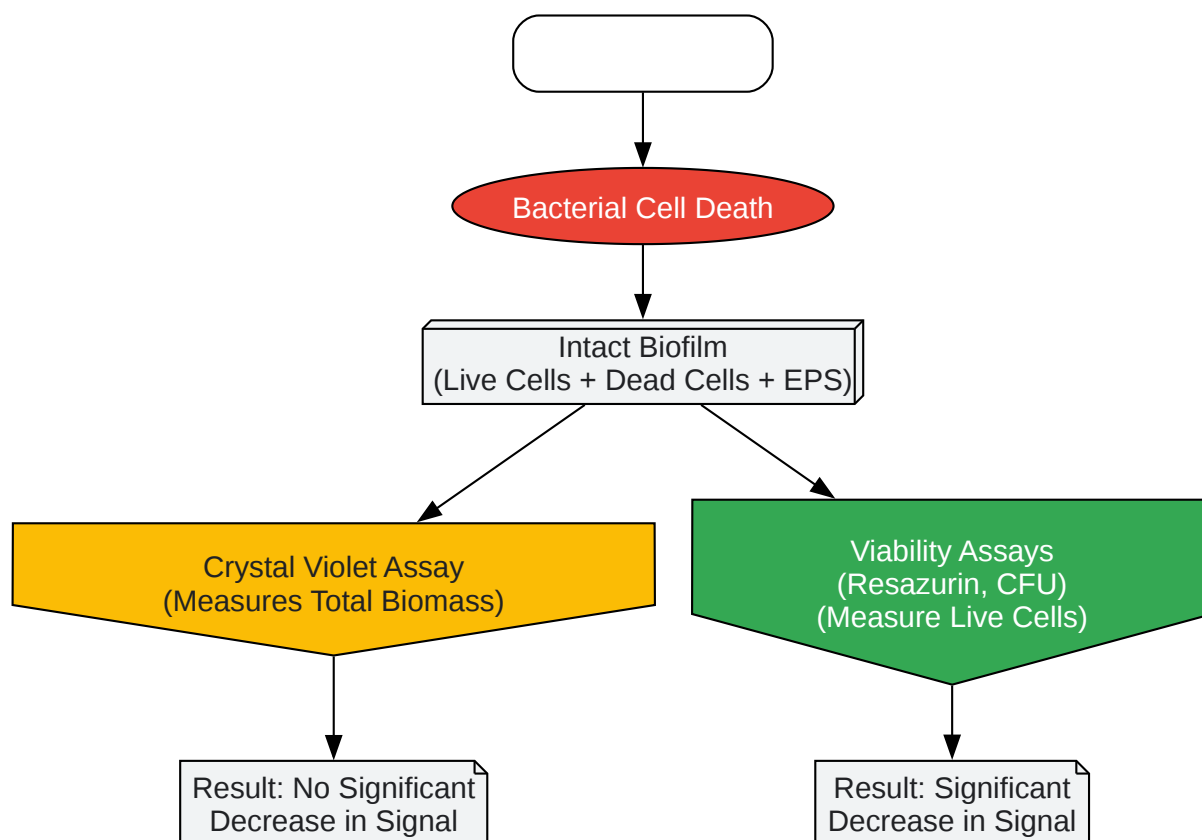 Bacterial Cell Death
Intact Biofilm
(Live Cells + Dead Cells + EPS)
Crystal Violet Assay
(Measures Total Biomass)
Viability Assays
(Resazurin, CFU)
(Measure Live Cells)
Result: No Significant
Decrease in Signal
Result: Significant
Decrease in Signal